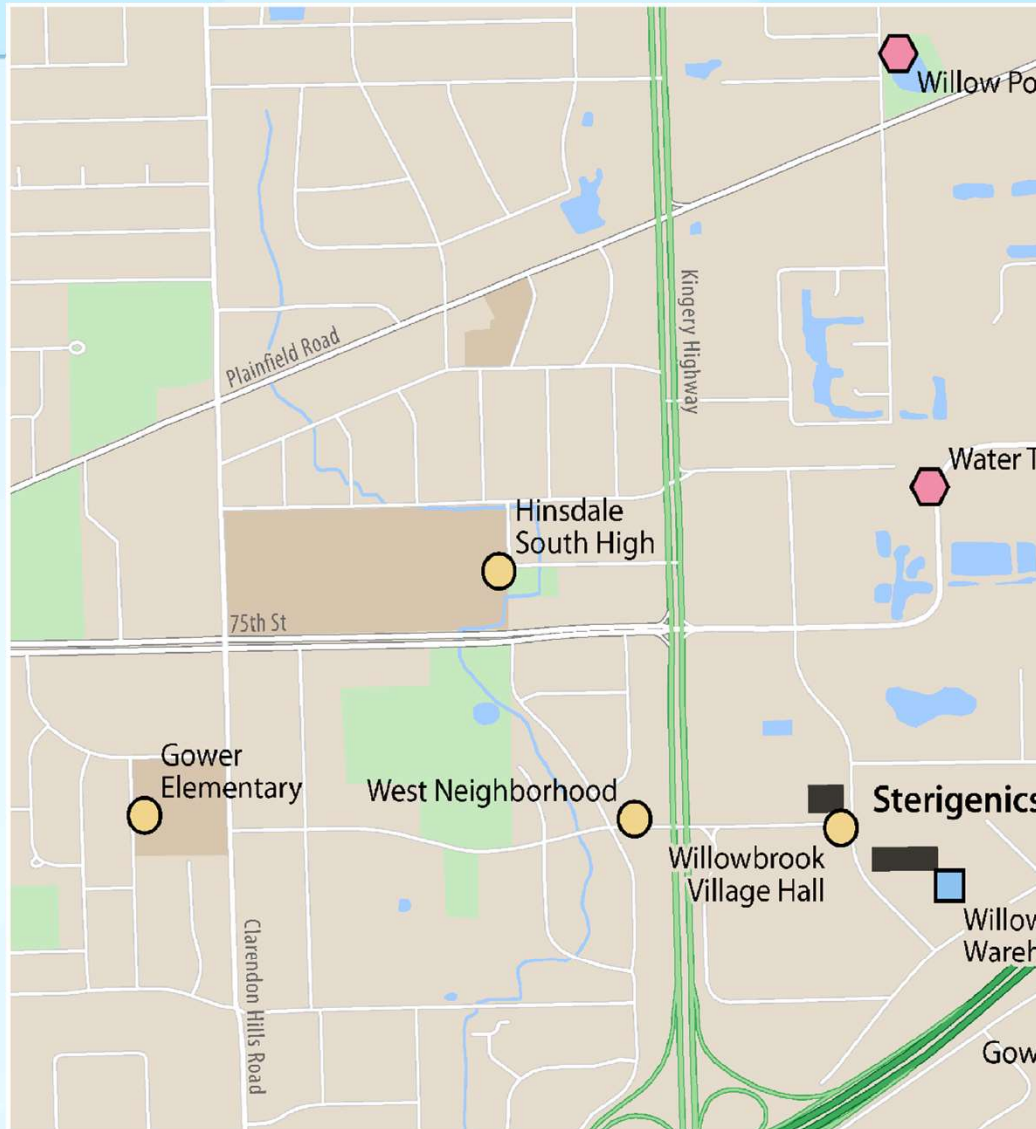 Willow Po
Kingery Highway
Plainfield Road
Water T
Hinsdale
South High
75th St
Gower
Elementary
West Neighborhood
Sterigenics
Willowbrook
Village Hall
Willow
Wareh
Clarendon Hills Road
Gow